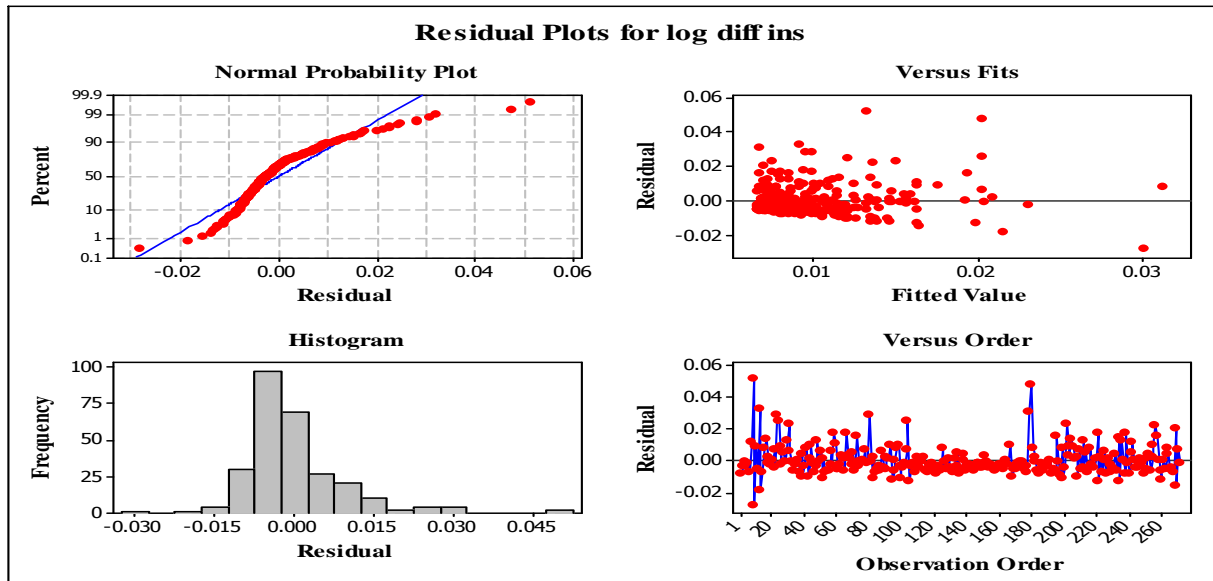 Residual Plots for log diff ins
Normal Probability Plot
99.9
99
90
50
10
1
0.1
Percent
-0.02 0.00 0.02 0.04 0.06
Residual
Versus Fits
0.06
0.04
0.02
0.00
-0.02
Residual
0.01 0.02 0.03
Fitted Value
Histogram
100
75
50
25
0
Frequency
-0.030 -0.015 0.000 0.015 0.030 0.045
Residual
Versus Order
0.06
0.04
0.02
0.00
-0.02
Residual
1 20 40 60 80 100 120 140 160 180 200 220 240 260
Observation Order